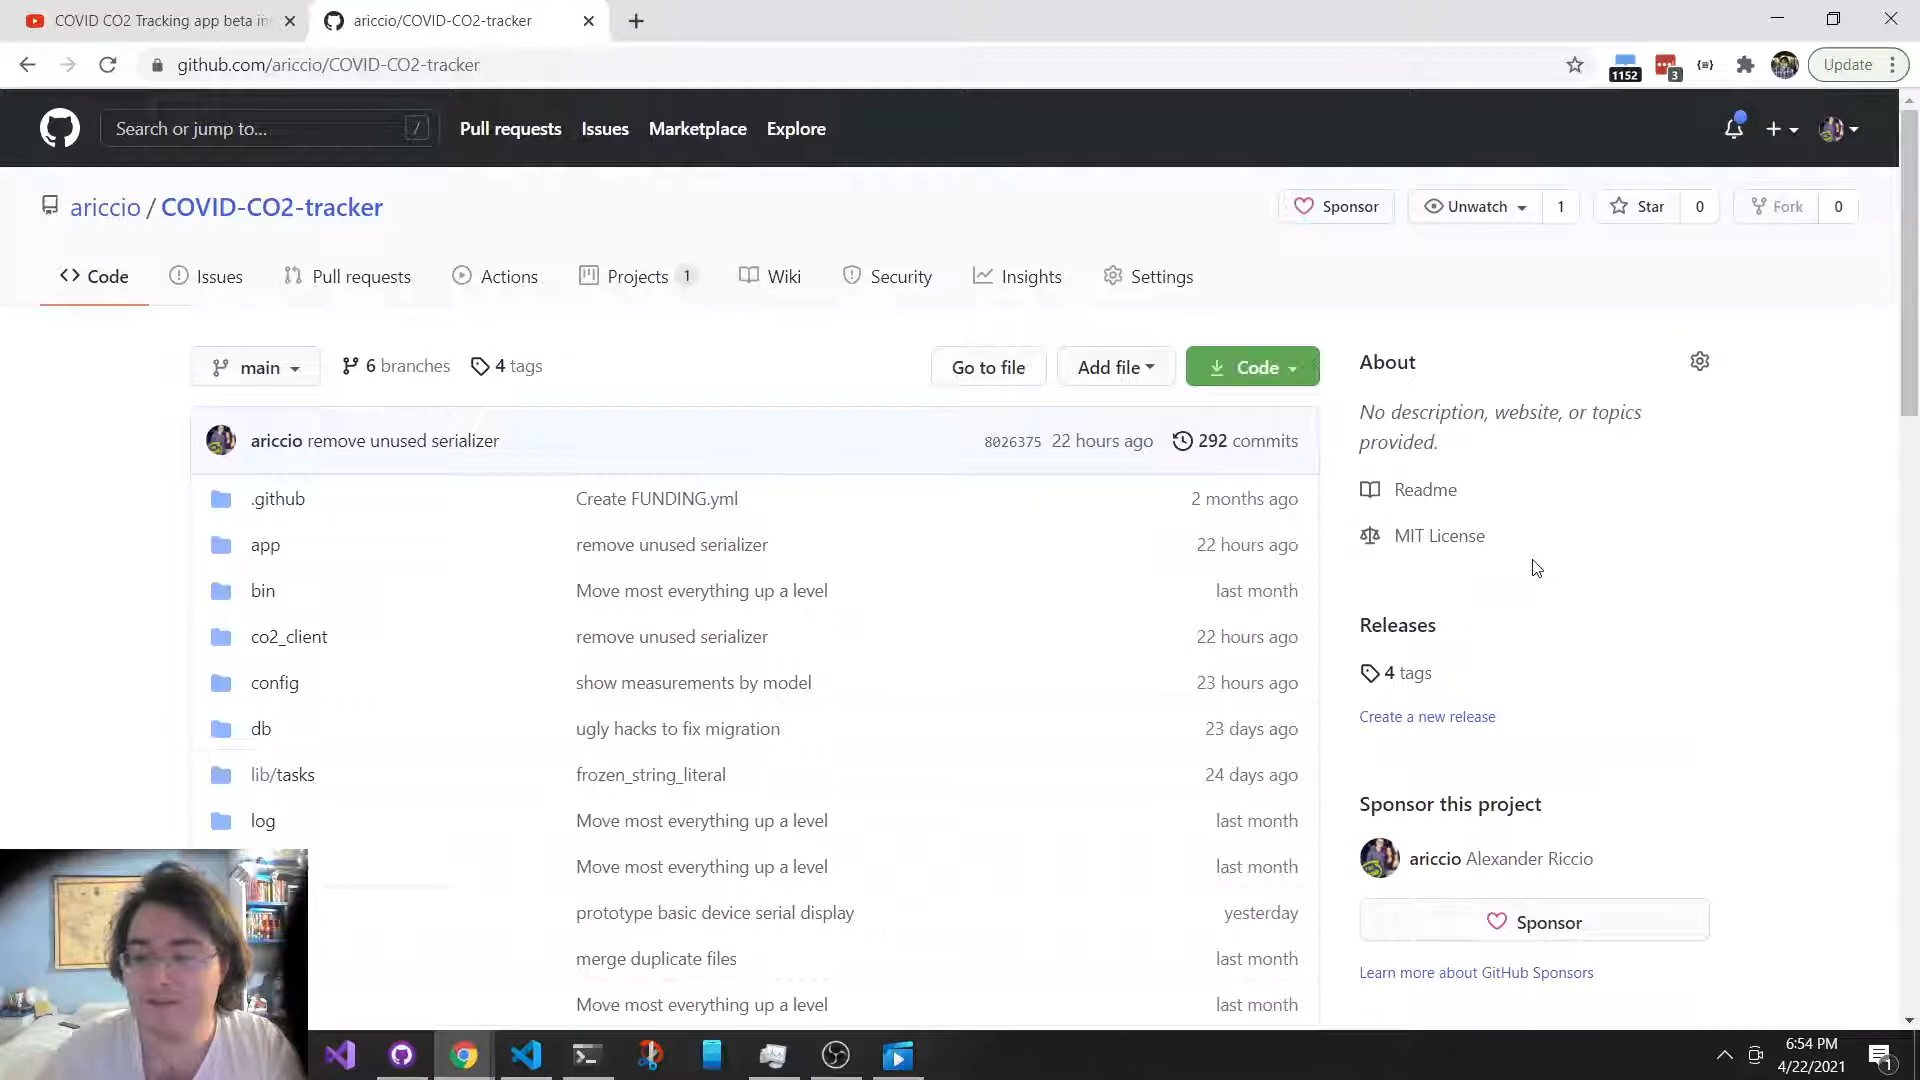 COVID CO2 Tracking app beta in
ariccio/COVID-CO2-tracker
github.com/ariccio/COVID-CO2-tracker
1152
3
Update
Search or jump to...
/
Pull requests
Issues
Marketplace
Explore
ariccio / COVID-CO2-tracker
Sponsor
Unwatch
1
Star
0
Fork
0
Code
Issues
Pull requests
Actions
Projects 1
Wiki
Security
Insights
Settings
main
6 branches
4 tags
Go to file
Add file
Code
About
No description, website, or topics
provided.
ariccio remove unused serializer
8026375 22 hours ago
292 commits
.github Create FUNDING.yml 2 months ago
Readme
app remove unused serializer 22 hours ago
MIT License
bin Move most everything up a level last month
co2_client remove unused serializer 22 hours ago
Releases
config show measurements by model 23 hours ago
4 tags
db ugly hacks to fix migration 23 days ago
Create a new release
lib/tasks frozen_string_literal 24 days ago
log Move most everything up a level last month
Sponsor this project
Move most everything up a level last month
ariccio Alexander Riccio
prototype basic device serial display yesterday
Sponsor
merge duplicate files last month
Learn more about GitHub Sponsors
Move most everything up a level last month
6:54 PM
4/22/2021
1